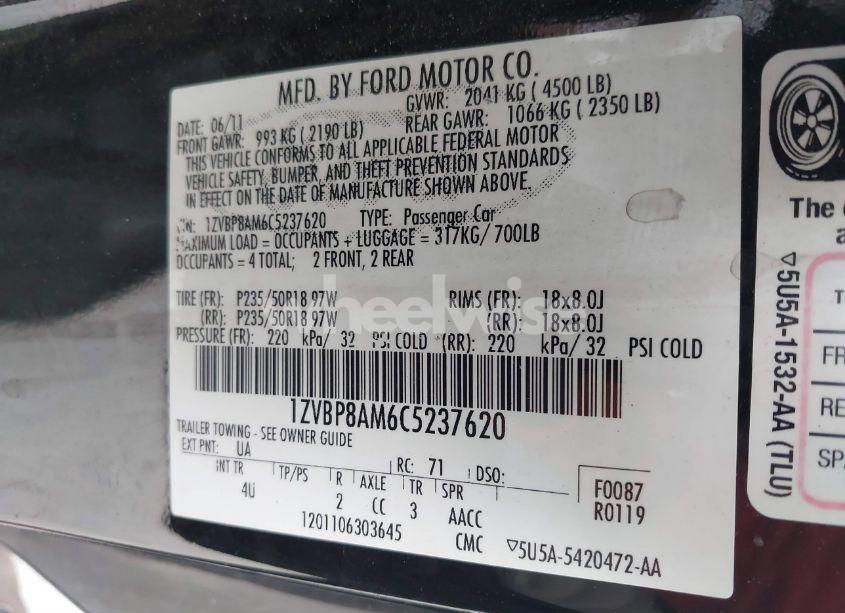 MFD. BY FORD MOTOR CO.
DATE: 06/11 GVWR: 2041 KG ( 4500 LB)
FRONT GAWR: 993 KG ( 2190 LB) REAR GAWR: 1066 KG ( 2350 LB)
THIS VEHICLE CONFORMS TO ALL APPLICABLE FEDERAL MOTOR
VEHICLE SAFETY, BUMPER, AND THEFT PREVENTION STANDARDS
IN EFFECT ON THE DATE OF MANUFACTURE SHOWN ABOVE.
VIN: 1ZVBP8AM6C5237620 TYPE: Passenger Car
MAXIMUM LOAD = OCCUPANTS + LUGGAGE = 317KG/ 700LB
OCCUPANTS = 4 TOTAL; 2 FRONT, 2 REAR
TIRE (FR): P235/50R18 97W RIMS (FR): 18x8.0J
(RR): P235/50R18 97W (RR): 18x8.0J
PRESSURE (FR): 220 kPa/ 32 PSI COLD (RR): 220 kPa/ 32 PSI COLD
1ZVBP8AM6C5237620
TRAILER TOWING - SEE OWNER GUIDE
EXT PNT: UA RC: 71 DSO:
INT TR TP/PS R AXLE TR SPR
4U 2 CC 3 AACC
F0087
R0119
1201106303645 CMC ▽5U5A-5420472-AA
heelwise
The
▽5U5A-1532-AA (TLU)
FR
RE
SPA